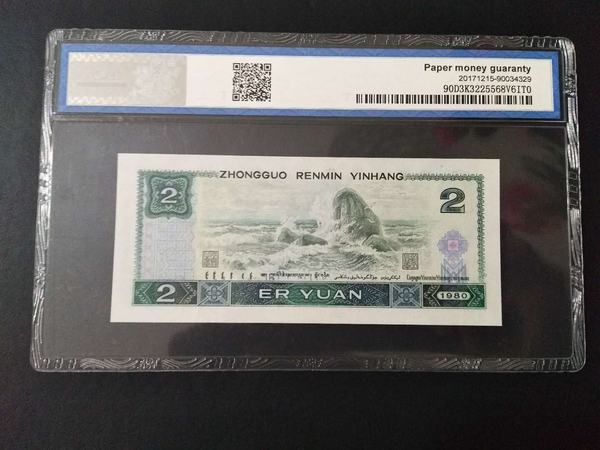 Paper money guaranty
20171215-90034329
90D3K3225568V6IT0
ZHONGGUO RENMIN YINHANG
2
2
2
ER YUAN
1980